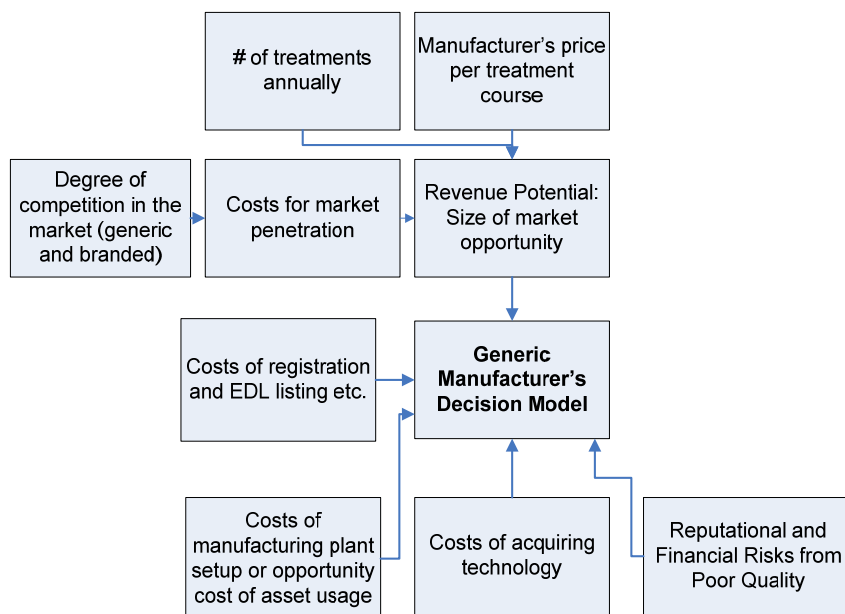 # of treatments
annually
Manufacturer's price
per treatment
course
Degree of
competition in the
market (generic
and branded)
Costs for market
penetration
Revenue Potential:
Size of market
opportunity
Costs of registration
and EDL listing etc.
Generic
Manufacturer's
Decision Model
Costs of
manufacturing plant
setup or opportunity
cost of asset usage
Costs of acquiring
technology
Reputational and
Financial Risks from
Poor Quality